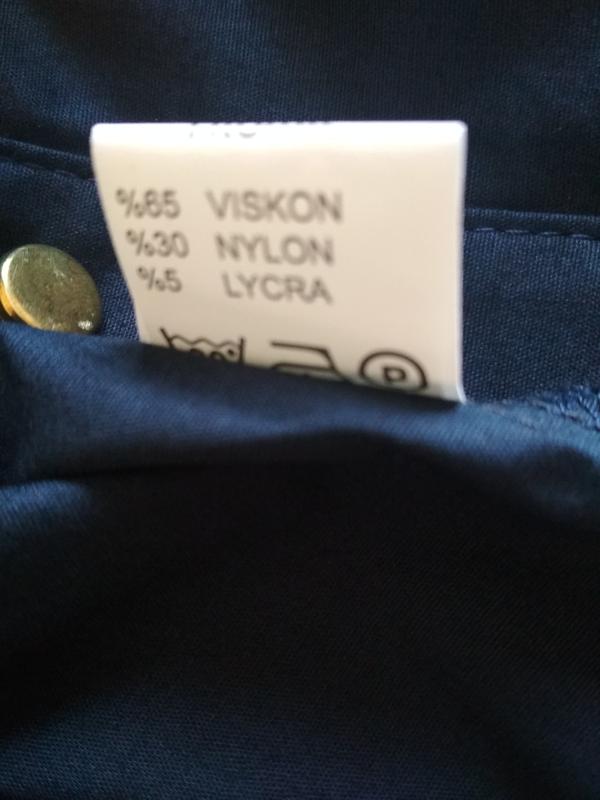 %65 VISKON
%30 NYLON
%5 LYCRA
P